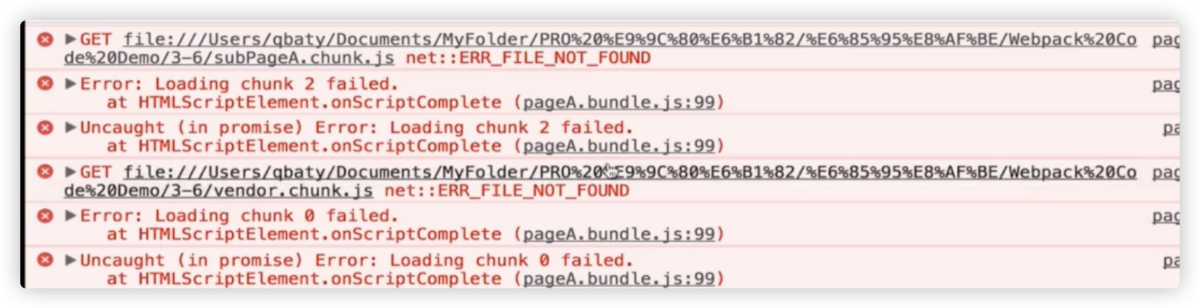 ▶GET file:///Users/qbaty/Documents/MyFolder/PRO%20%E9%9C%80%E6%B1%82/%E6%85%95%E8%AF%BE/Webpack%20Co pag
de%20Demo/3-6/subPageA.chunk.js net::ERR_FILE_NOT_FOUND
▶Error: Loading chunk 2 failed. pag
at HTMLScriptElement.onScriptComplete (pageA.bundle.js:99)
▶Uncaught (in promise) Error: Loading chunk 2 failed. pa
at HTMLScriptElement.onScriptComplete (pageA.bundle.js:99)
▶GET file:///Users/qbaty/Documents/MyFolder/PRO%20%E9%9C%80%E6%B1%82/%E6%85%95%E8%AF%BE/Webpack%20Co pag
de%20Demo/3-6/vendor.chunk.js net::ERR_FILE_NOT_FOUND
▶Error: Loading chunk 0 failed. pag
at HTMLScriptElement.onScriptComplete (pageA.bundle.js:99)
▶Uncaught (in promise) Error: Loading chunk 0 failed. pa
at HTMLScriptElement.onScriptComplete (pageA.bundle.js:99)